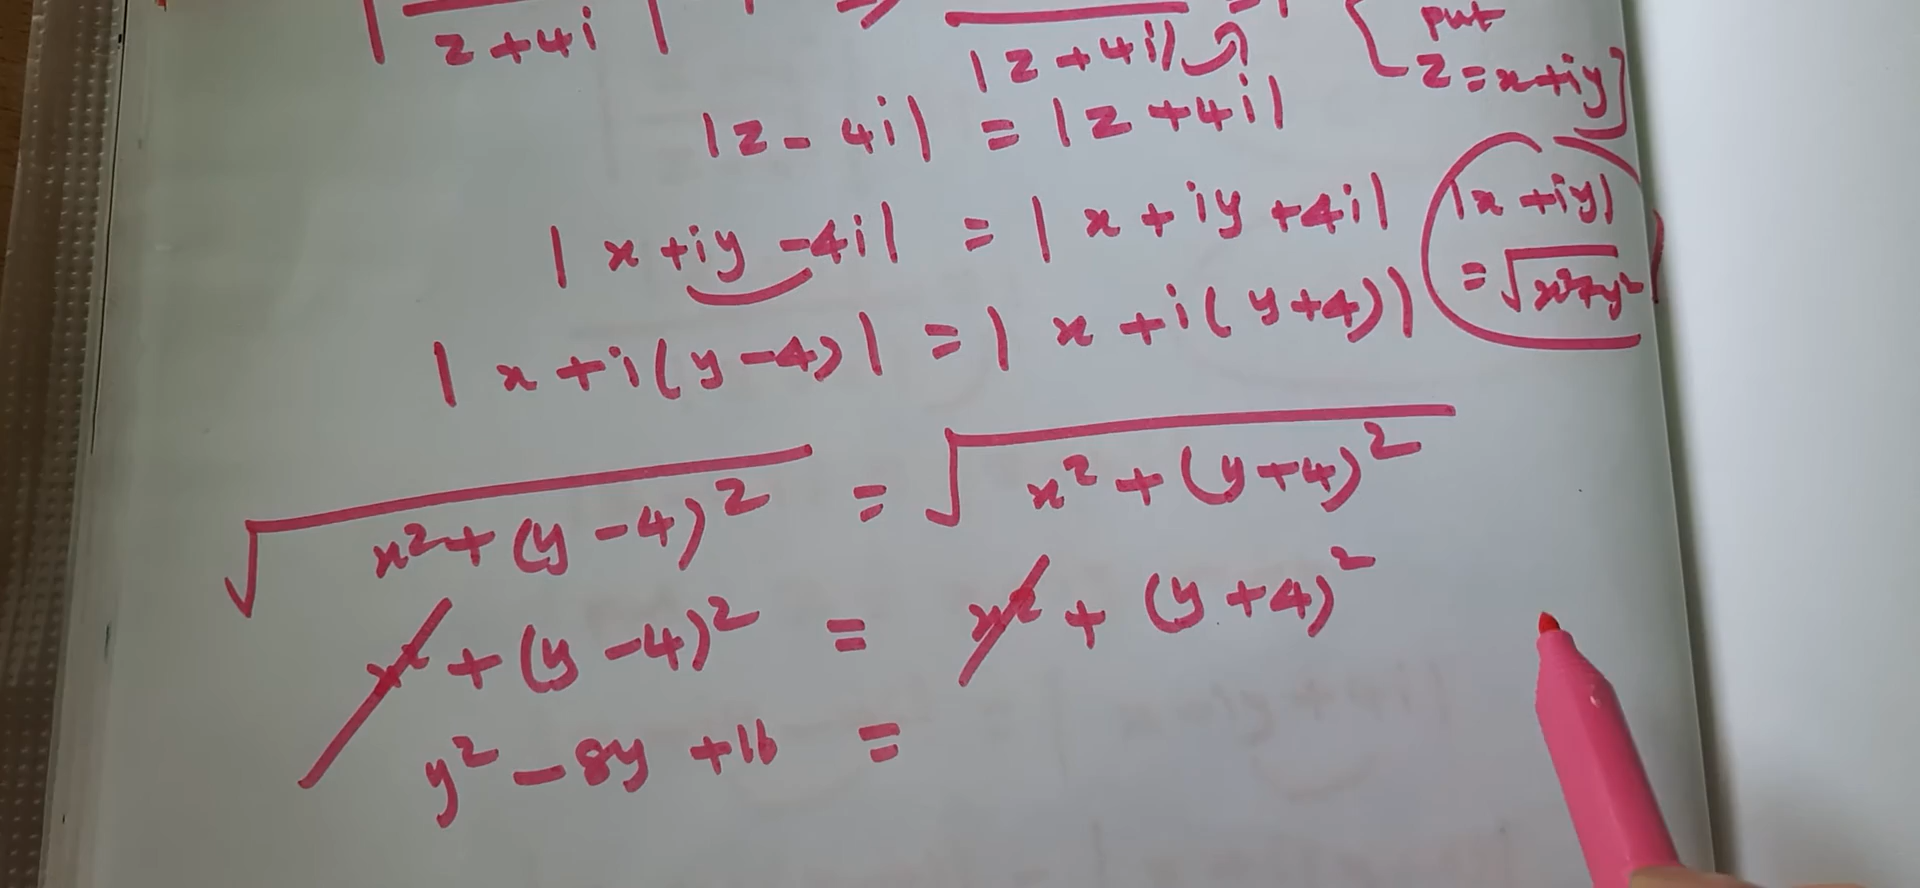 z+4i
|z+4i|
put
z=x+iy]
|z-4i| = |z+4i|
|x+iy-4i| = |x+iy+4i|
|x+iy|
=√x²+y²
|x+i(y-4)| = |x+i(y+4)|
√x²+(y-4)² = √x²+(y+4)²
x²+(y-4)² = x²+(y+4)²
y²-8y+16 =